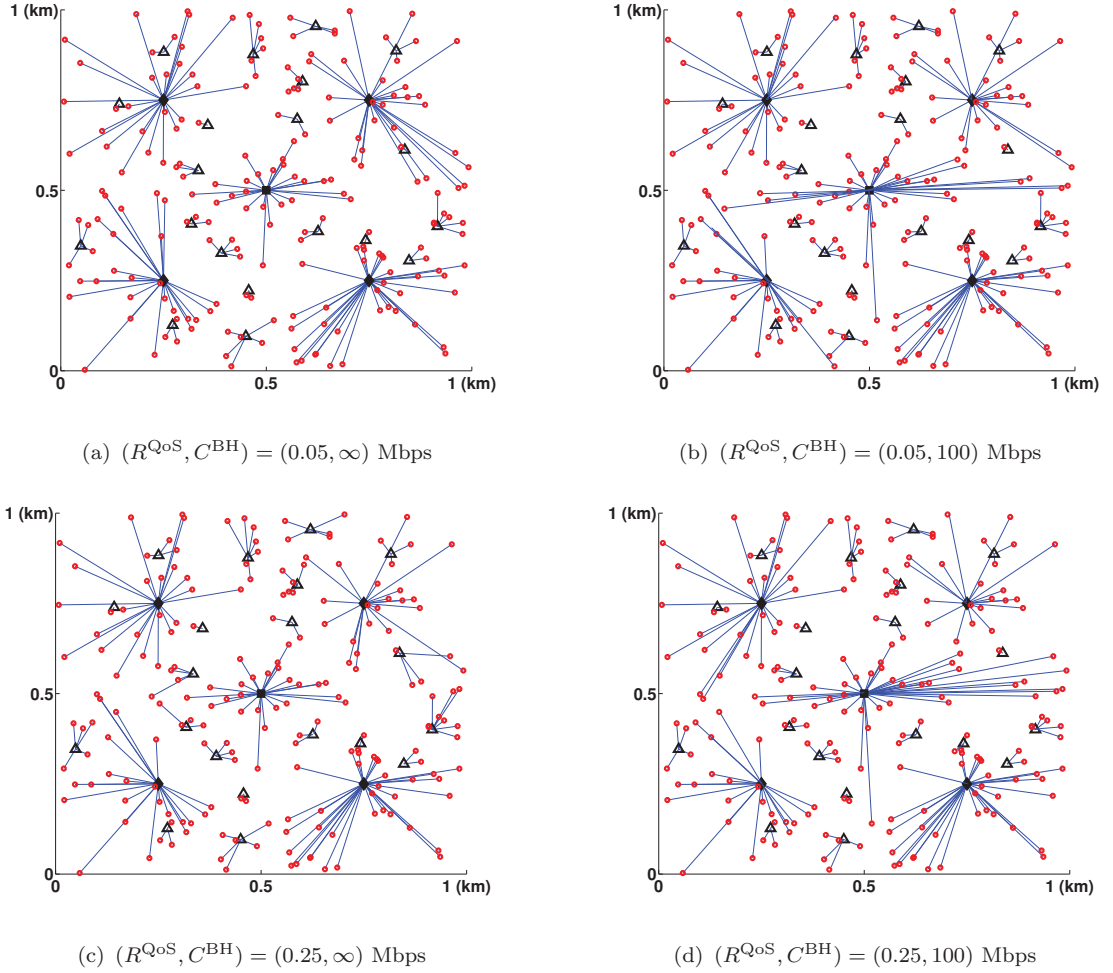 1 (km)
1 (km)
0.5
0.5
0
0
0
0.5
1 (km)
0
0.5
1 (km)
(a) (R^QoS, C^BH) = (0.05, ∞) Mbps
(b) (R^QoS, C^BH) = (0.05, 100) Mbps
1 (km)
1 (km)
0.5
0.5
0
0
0
0.5
1 (km)
0
0.5
1 (km)
(c) (R^QoS, C^BH) = (0.25, ∞) Mbps
(d) (R^QoS, C^BH) = (0.25, 100) Mbps